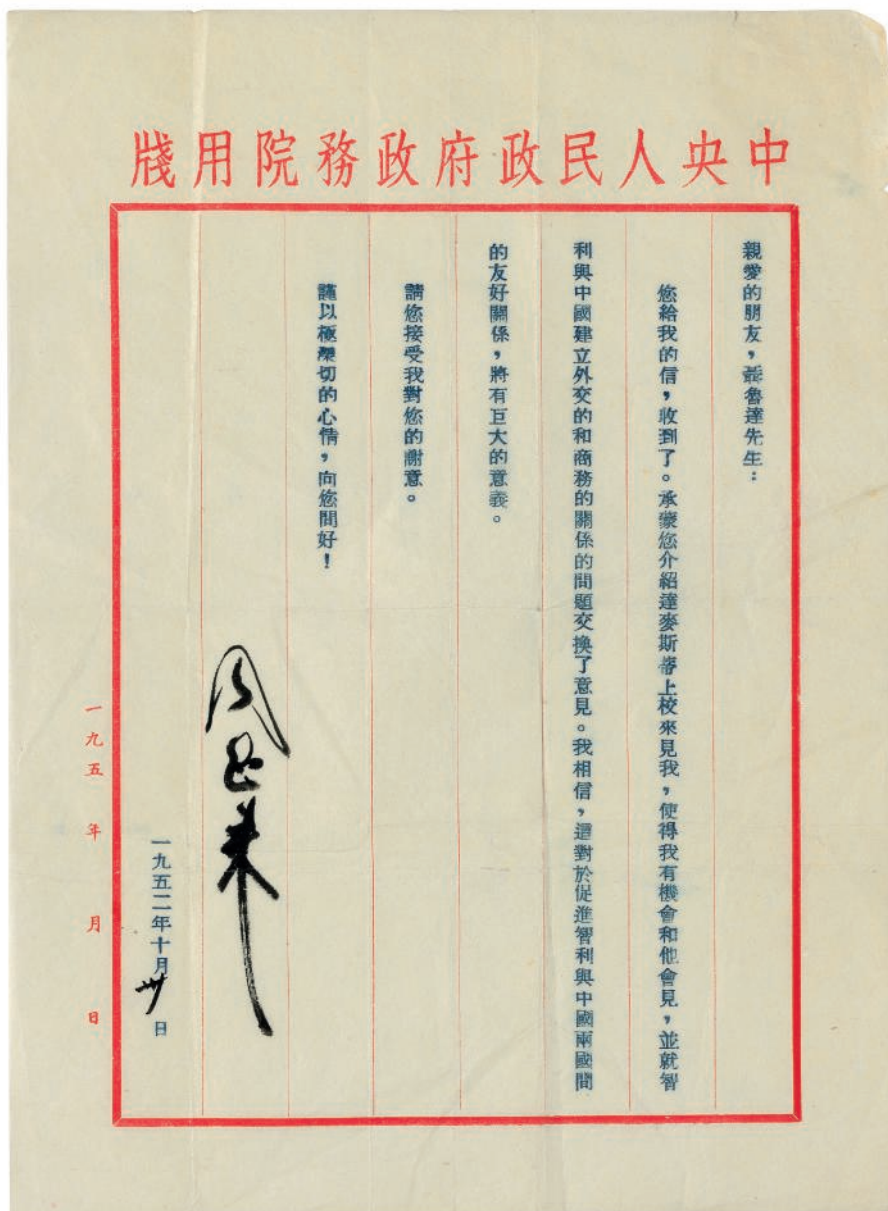 中央人民政府政務院用牋
親愛的朋友，聶魯達先生：
您給我的信，收到了。承蒙您介紹達麥斯上校來見我，使得我有機會和他會見，並就智
利與中國建立外交的和商務的關係的問題交換了意見。我相信，這對於促進智利與中國兩國間
的友好關係，將有巨大的意義。
請您接受我對您的謝意。
謹以極深切的心情，向您問好！
周恩来
一九五二年十月卅日
一九五 年 月 日